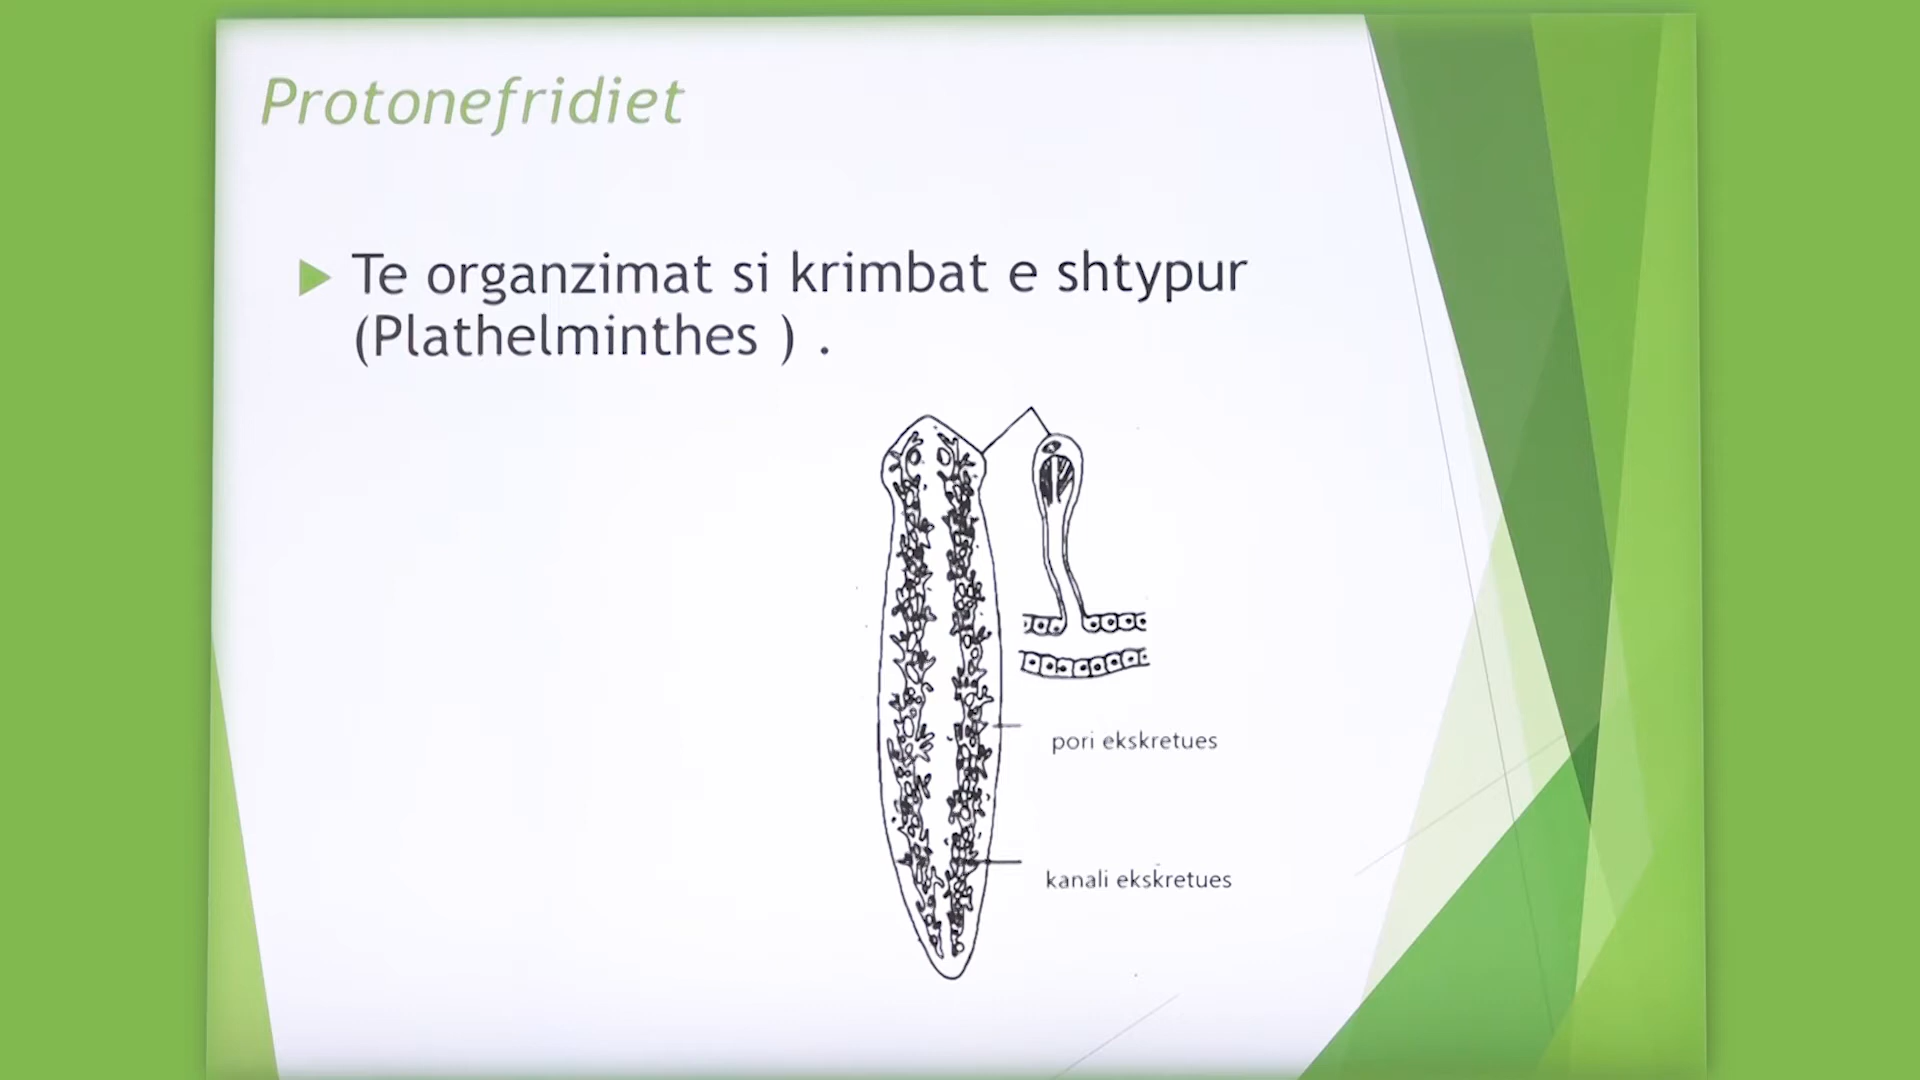 Protonefridiet
Te organzimat si krimbat e shtypur
(Plathelminthes ) .
pori ekskretues
kanali ekskretues